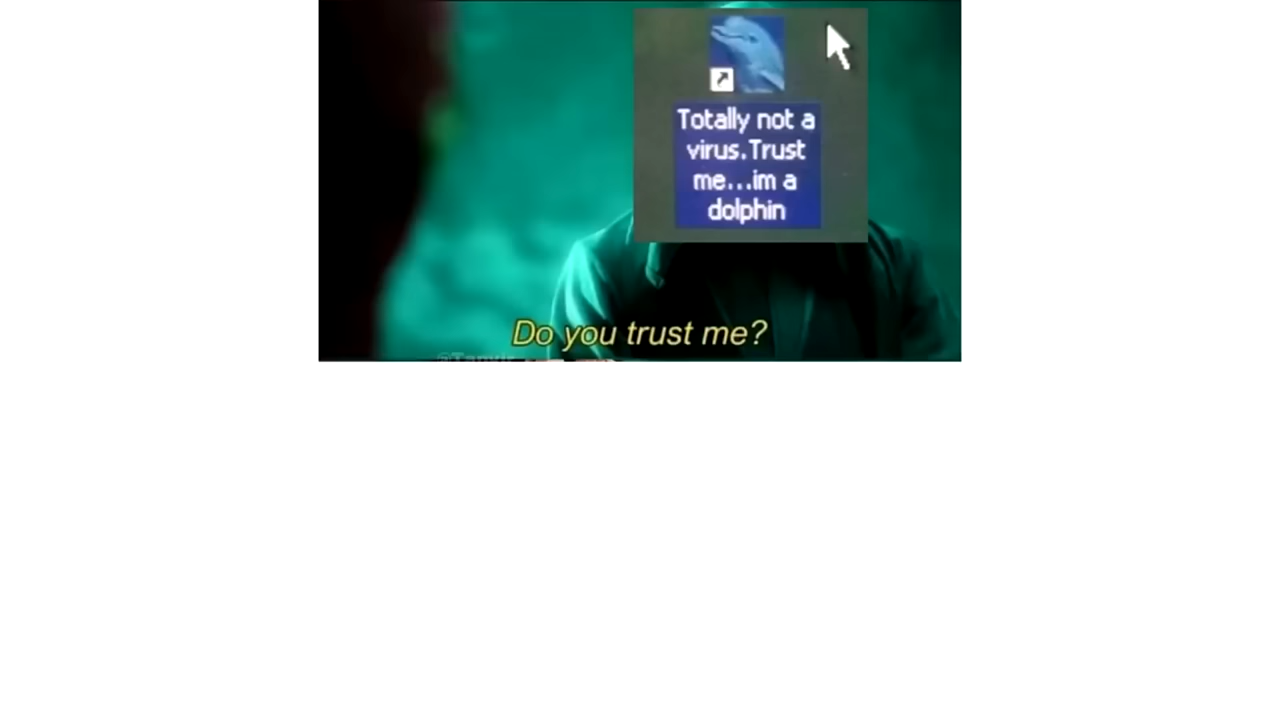 Totally not a
virus.Trust
me...im a
dolphin
Do you trust me?